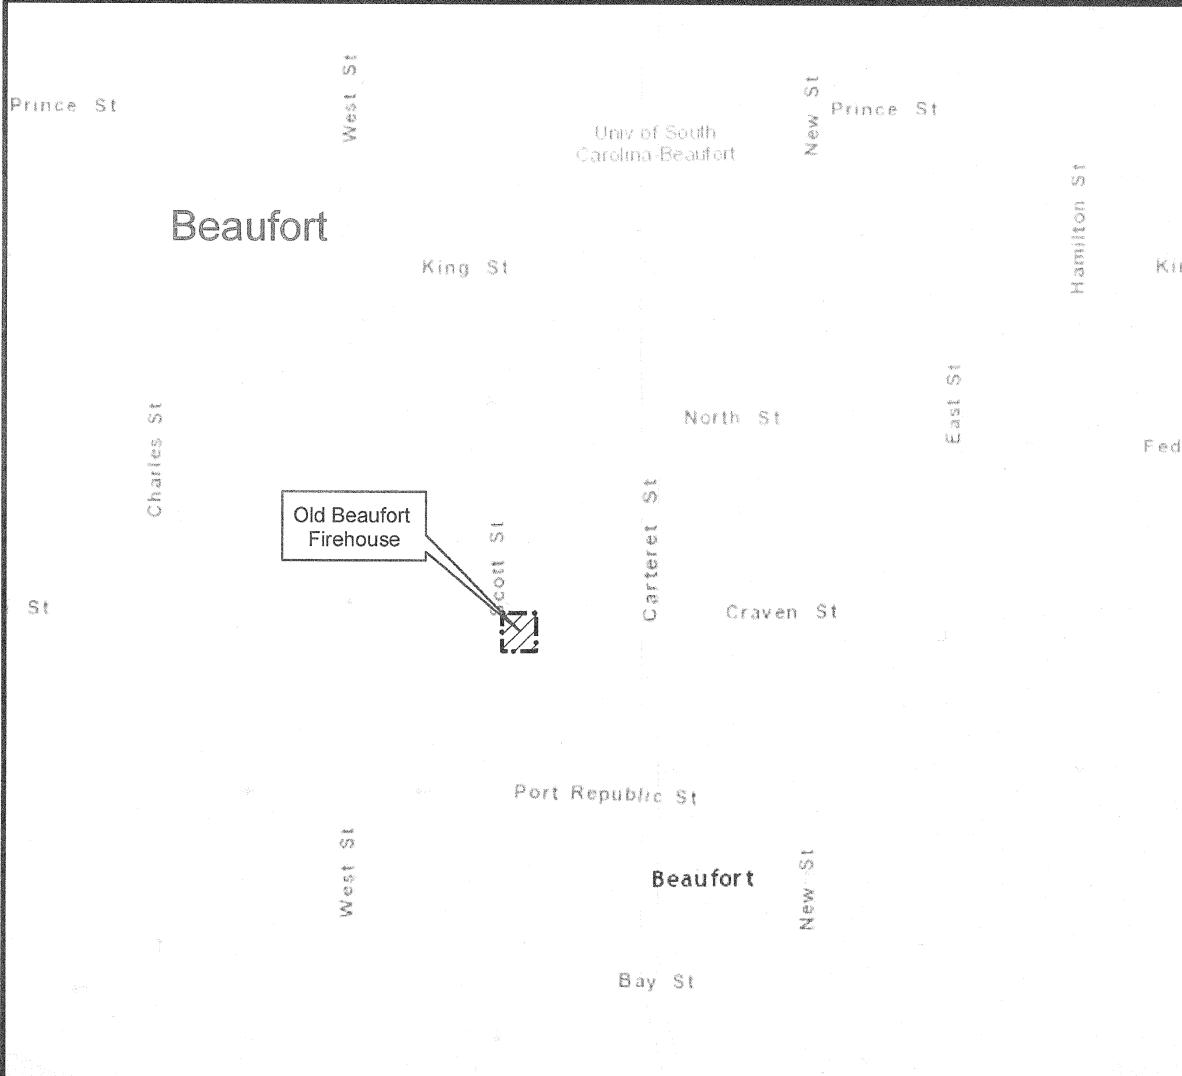 West St
Prince St
New St
Prince St
Univ of South
Carolina-Beaufort
Hamilton St
Beaufort
King St
East St
North St
Charles St
Old Beaufort
Firehouse
Scott St
Carteret St
St
Craven St
Port Republic St
West St
Beaufort
New St
Bay St